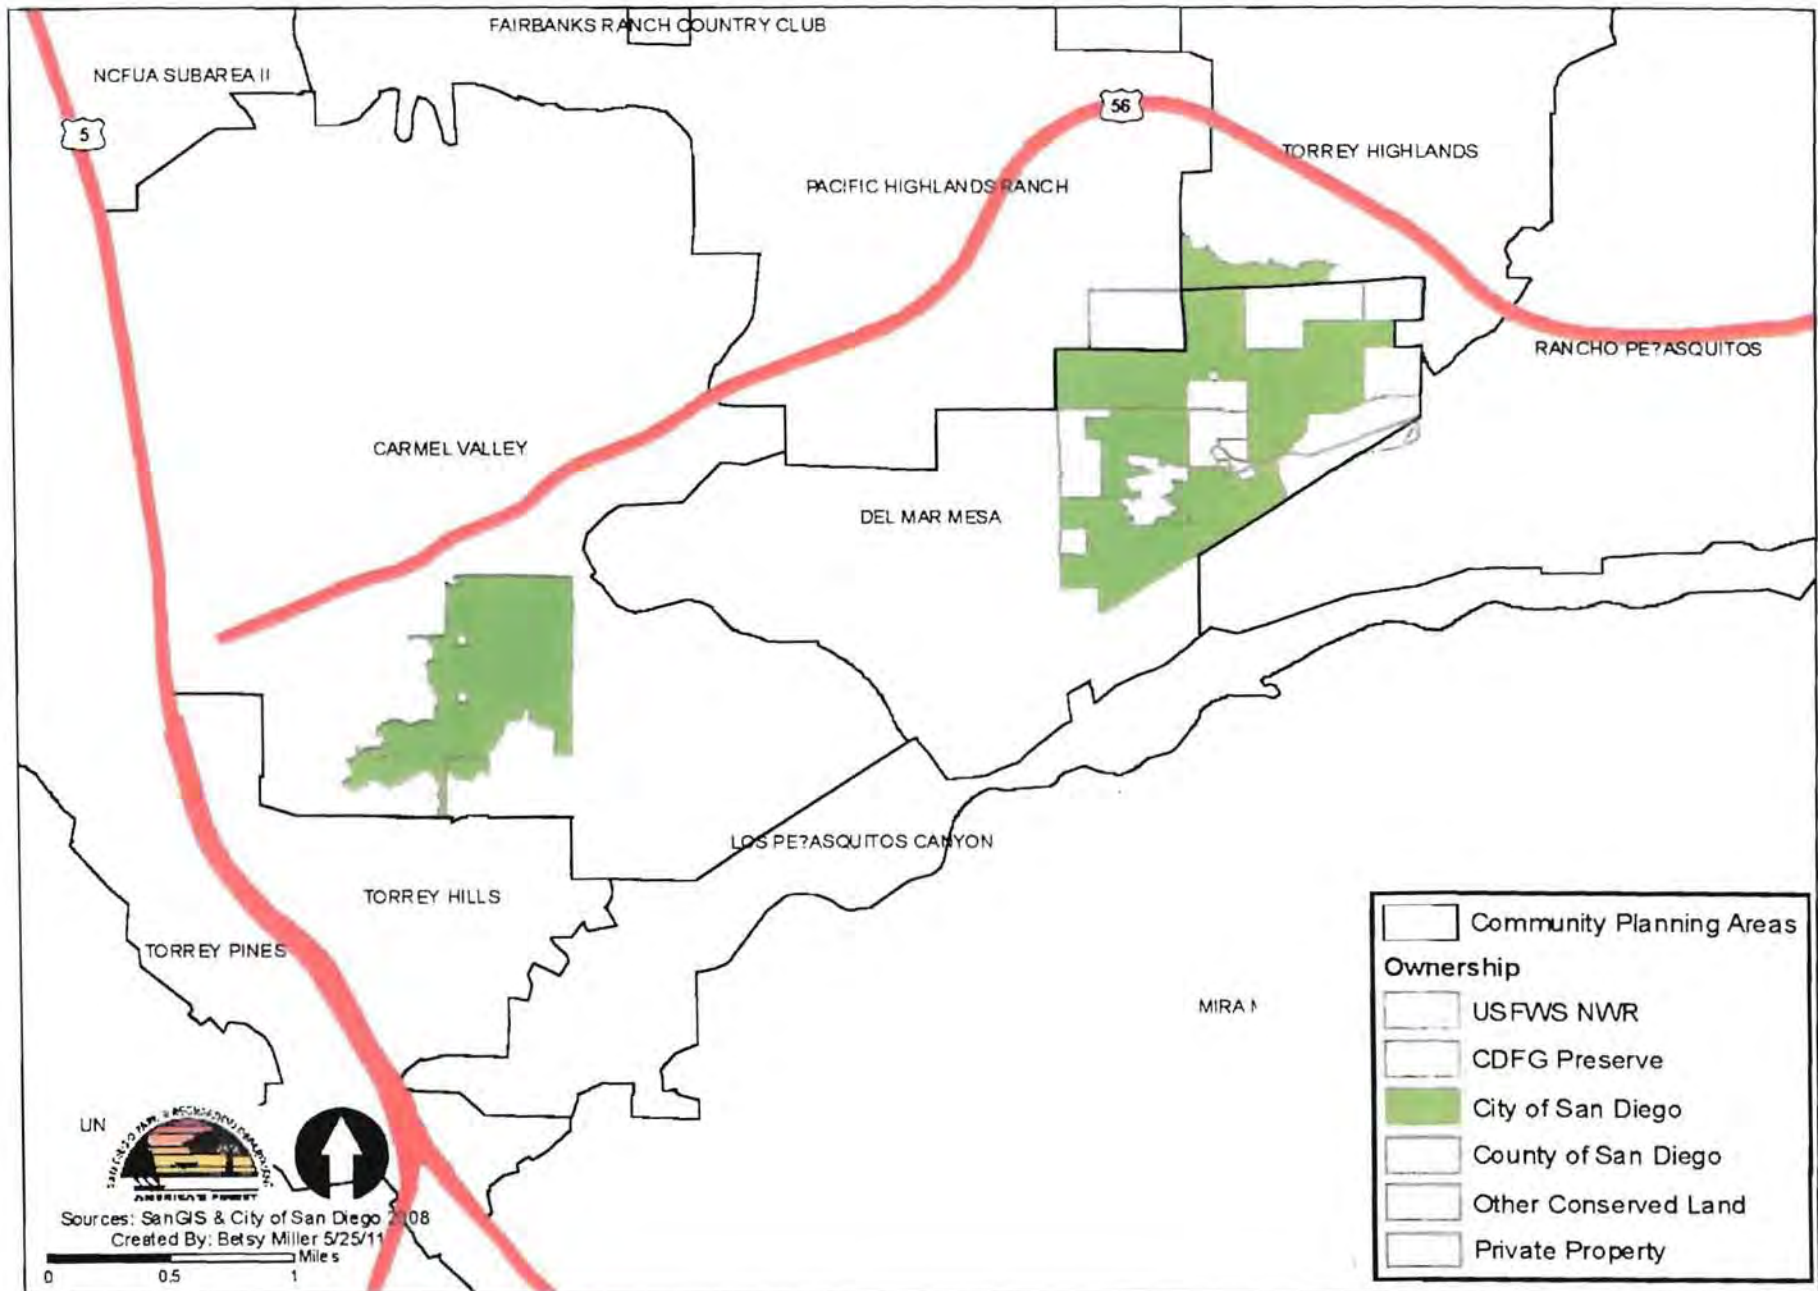 FAIRBANKS RANCH COUNTRY CLUB
NCFUA SUBAREA II
5
56
TORREY HIGHLANDS
PACIFIC HIGHLANDS RANCH
RANCHO PE?ASQUITOS
CARMEL VALLEY
DEL MAR MESA
LOS PE?ASQUITOS CANYON
TORREY HILLS
TORREY PINES
MIRA
UN
AMERICA'S FINEST
Sources: SanGIS & City of San Diego 2008
Created By: Betsy Miller 5/25/11
Miles
0 0.5 1
Community Planning Areas
Ownership
USFWS NWR
CDFG Preserve
City of San Diego
County of San Diego
Other Conserved Land
Private Property